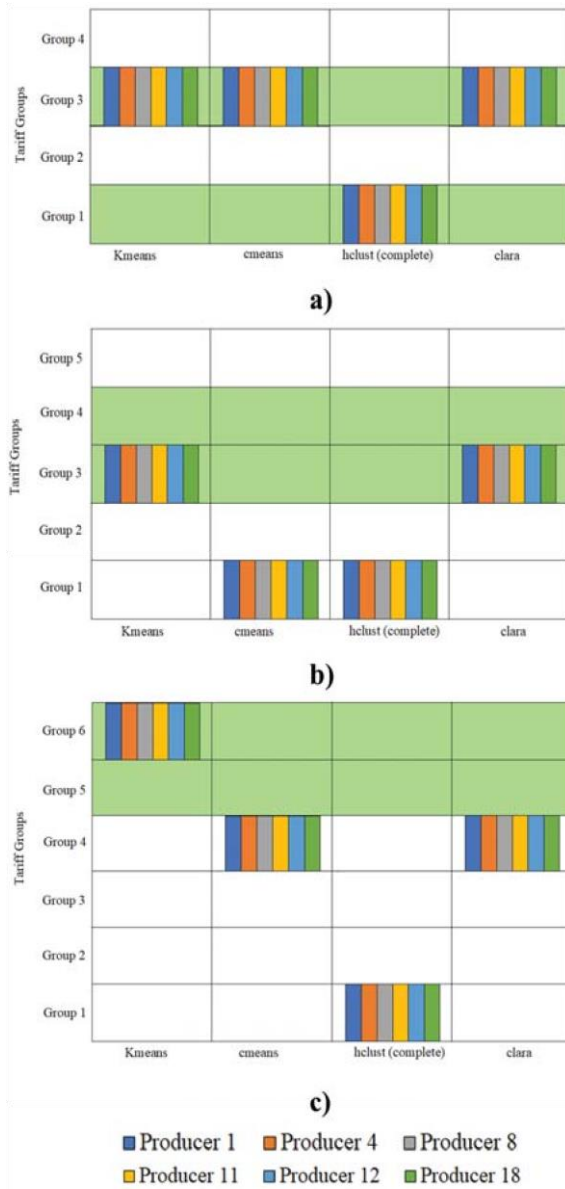 Tariff Groups
Group 4
Group 3
Group 2
Group 1
Kmeans cmeans hclust (complete) clara
a)
Tariff Groups
Group 5
Group 4
Group 3
Group 2
Group 1
Kmeans cmeans hclust (complete) clara
b)
Tariff Groups
Group 6
Group 5
Group 4
Group 3
Group 2
Group 1
Kmeans cmeans hclust (complete) clara
c)
Producer 1 Producer 4 Producer 8
Producer 11 Producer 12 Producer 18